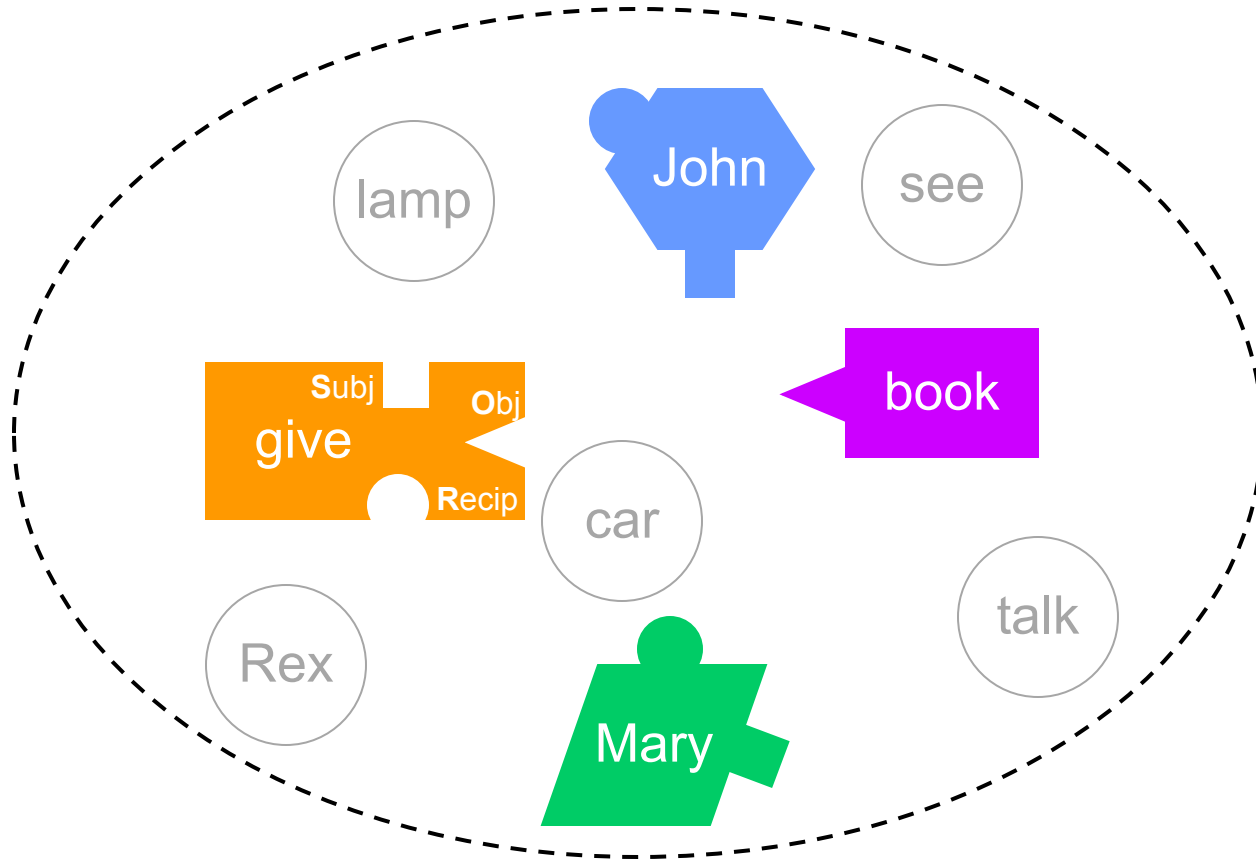 John
see
lamp
Subj
Obj
book
give
Recip
car
talk
Rex
Mary